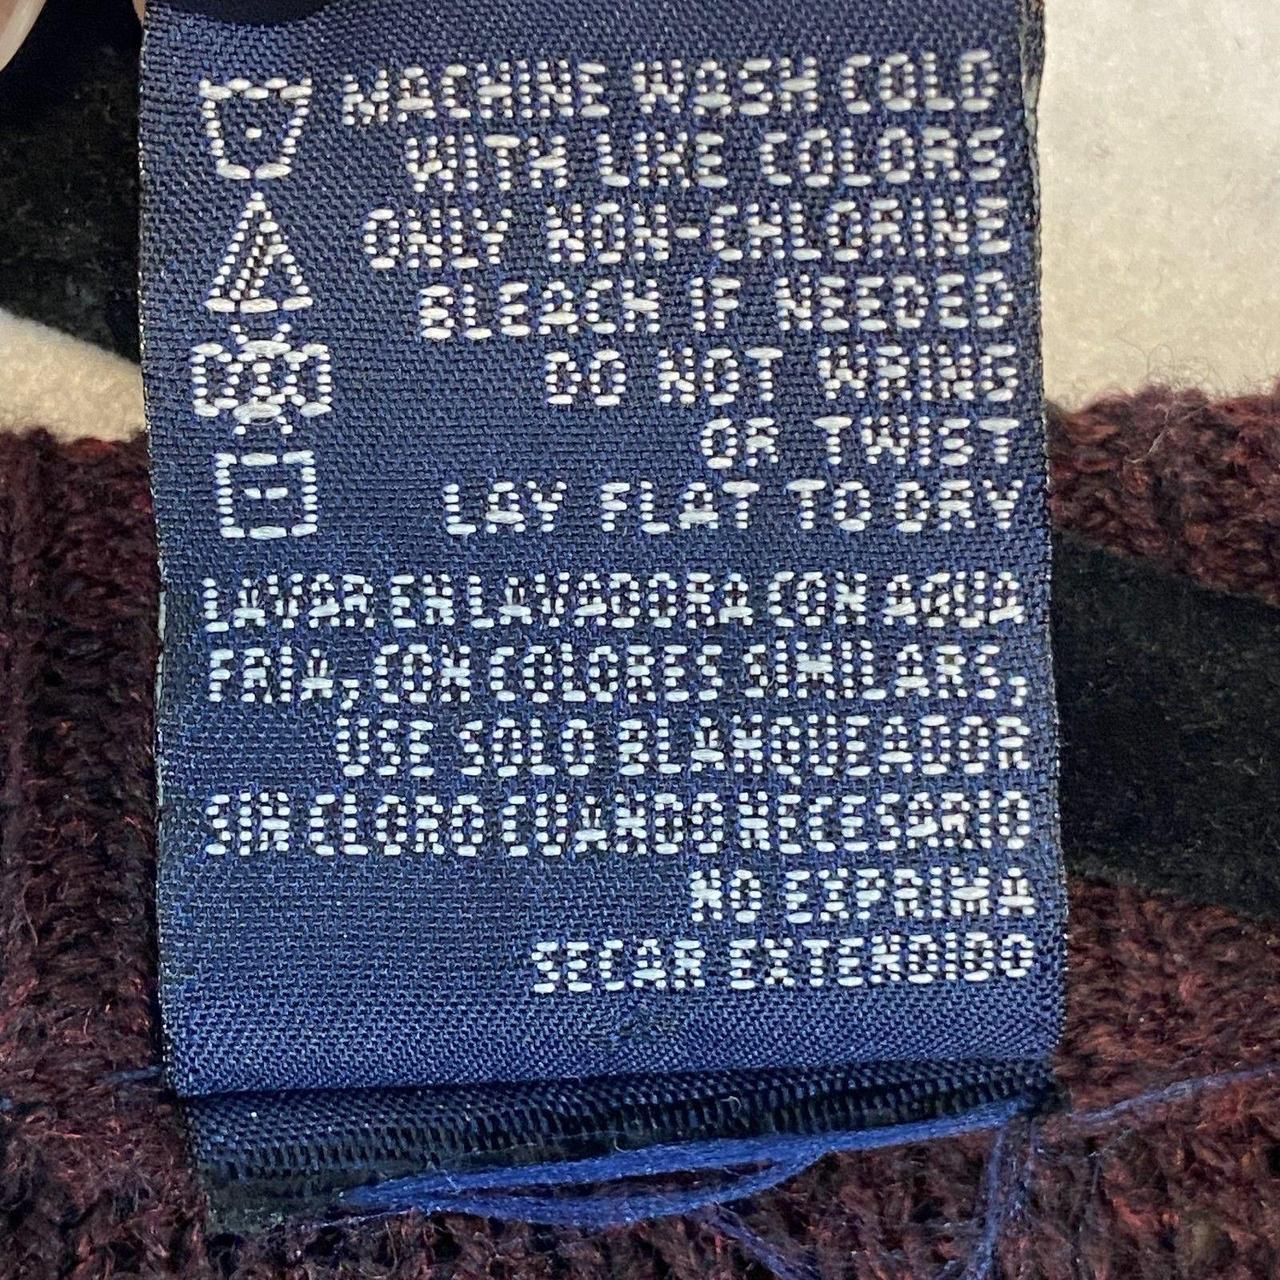 MACHINE WASH COLD
WITH LIKE COLORS
ONLY NON-CHLORINE
BLEACH IF NEEDED
DO NOT WRING
OR TWIST
LAY FLAT TO DRY
LAVAR EN LAVADORA CON AGUA
FRIA, CON COLORES SIMILARS,
USE SOLO BLANQUEADOR
SIN CLORO CUANDO NECESARIO
NO EXPRIMA
SECAR EXTENDIDO